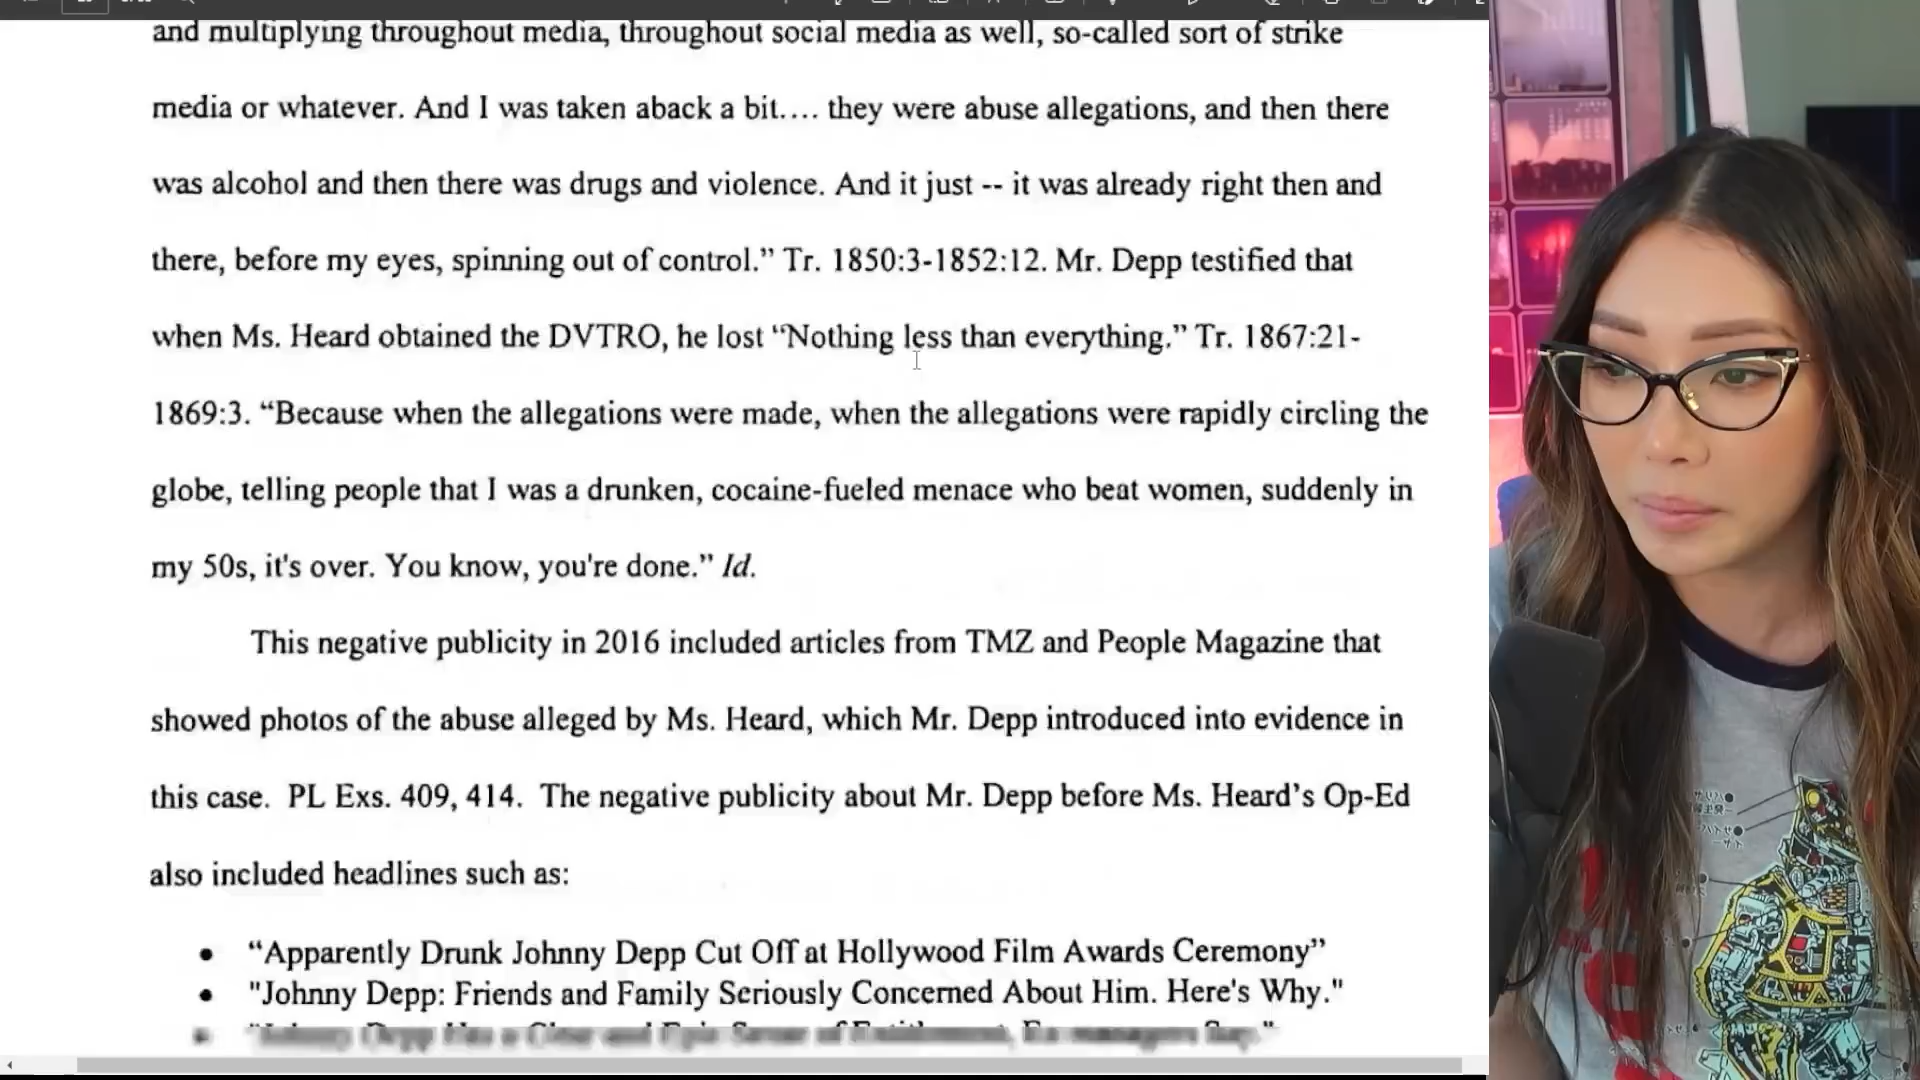 and multiplying throughout media, throughout social media as well, so-called sort of strike
media or whatever. And I was taken aback a bit.... they were abuse allegations, and then there
was alcohol and then there was drugs and violence. And it just -- it was already right then and
there, before my eyes, spinning out of control.” Tr. 1850:3-1852:12. Mr. Depp testified that
when Ms. Heard obtained the DVTRO, he lost “Nothing less than everything.” Tr. 1867:21-
1869:3. “Because when the allegations were made, when the allegations were rapidly circling the
globe, telling people that I was a drunken, cocaine-fueled menace who beat women, suddenly in
my 50s, it's over. You know, you're done.” Id.
This negative publicity in 2016 included articles from TMZ and People Magazine that
showed photos of the abuse alleged by Ms. Heard, which Mr. Depp introduced into evidence in
this case. PL Exs. 409, 414. The negative publicity about Mr. Depp before Ms. Heard’s Op-Ed
also included headlines such as:
• “Apparently Drunk Johnny Depp Cut Off at Hollywood Film Awards Ceremony”
• "Johnny Depp: Friends and Family Seriously Concerned About Him. Here's Why."